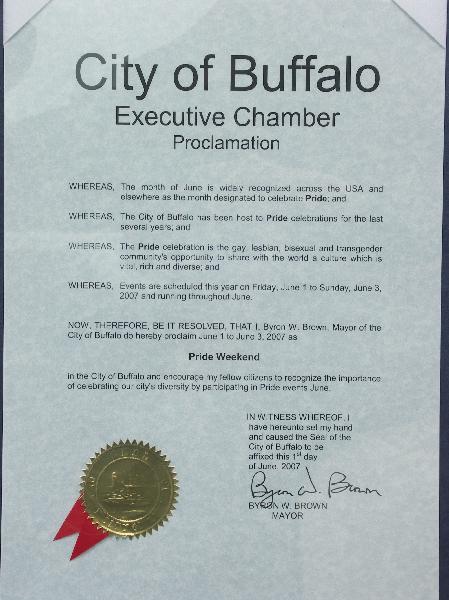 City of Buffalo
Executive Chamber
Proclamation
WHEREAS, The month of June is widely recognized across the USA and
elsewhere as the month designated to celebrate Pride; and
WHEREAS, The City of Buffalo has been host to Pride celebrations for the last
several years; and
WHEREAS, The Pride celebration is the gay, lesbian, bisexual and transgender
community's opportunity to share with the world a culture which is
vital, rich and diverse; and
WHEREAS, Events are scheduled this year on Friday, June 1 to Sunday, June 3,
2007 and running throughout June.
NOW, THEREFORE, BE IT RESOLVED, THAT I, Byron W. Brown, Mayor of the
City of Buffalo do hereby proclaim June 1 to June 3, 2007 as
Pride Weekend
in the City of Buffalo and encourage my fellow citizens to recognize the importance
of celebrating our city's diversity by participating in Pride events June.
IN WITNESS WHEREOF, I
have hereunto set my hand
and caused the Seal of the
City of Buffalo to be
affixed this 1st day
of June, 2007
Byron W. Brown
BYRON W. BROWN
MAYOR